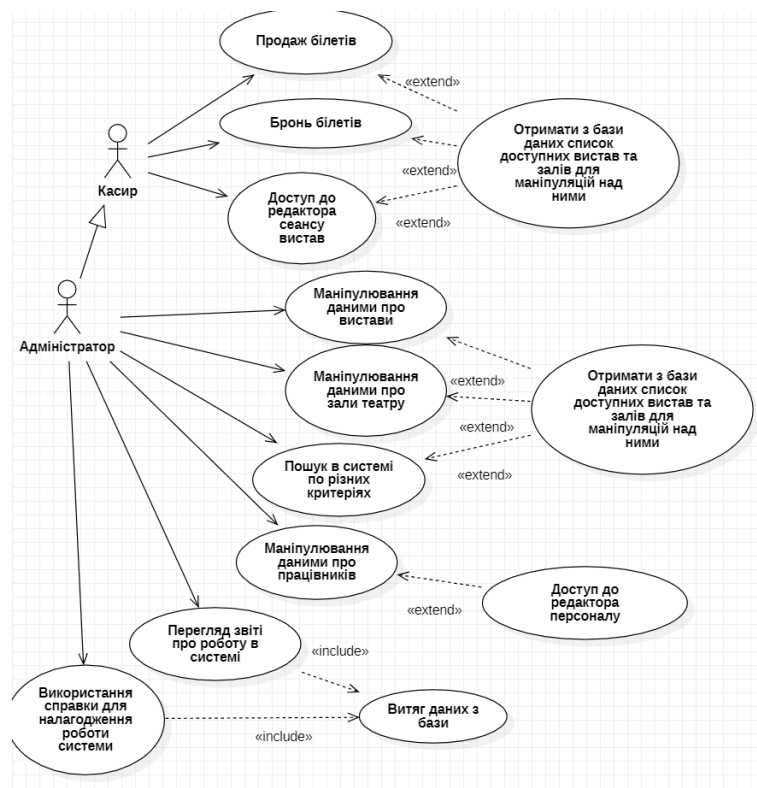 Продаж білетів
«extend»
Бронь білетів
Отримати з бази
даних список
доступних вистав та
залів для
маніпуляцій над
ними
«extend»
Касир
Доступ до
редактора
сеансу
вистав
«extend»
Маніпулювання
даними про
вистави
Адміністратор
Маніпулювання
даними про
зали театру
«extend»
Отримати з бази
даних список
доступних вистав та
залів для
маніпуляцій над
ними
«extend»
Пошук в системі
по різних
критеріях
«extend»
Маніпулювання
даними про
працівників
Доступ до
редактора
персоналу
«extend»
Перегляд звіті
про роботу в
системі
«include»
Використання
справки для
налагодження
роботи
системи
Витяг даних з
бази
«include»